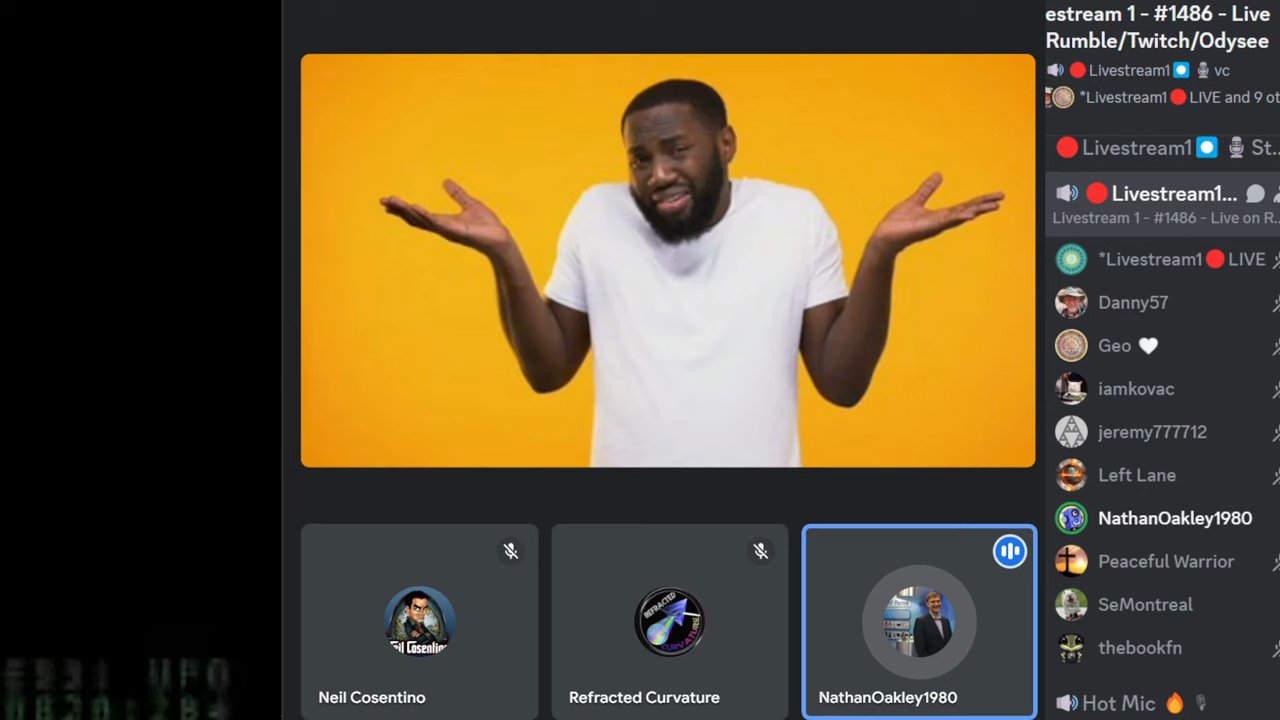 estream 1 - #1486 - Live
Rumble/Twitch/Odysee
Livestream1 vc
*Livestream1 LIVE and 9 ot
Livestream1 St...
Livestream1...
Livestream 1 - #1486 - Live on R...
*Livestream1 LIVE
Danny57
Geo
iamkovac
jeremy777712
Left Lane
NathanOakley1980
Peaceful Warrior
SeMontreal
thebookfn
Hot Mic
REFRACTED
CURVATURE
Neil Cosentino
Refracted Curvature
NathanOakley1980